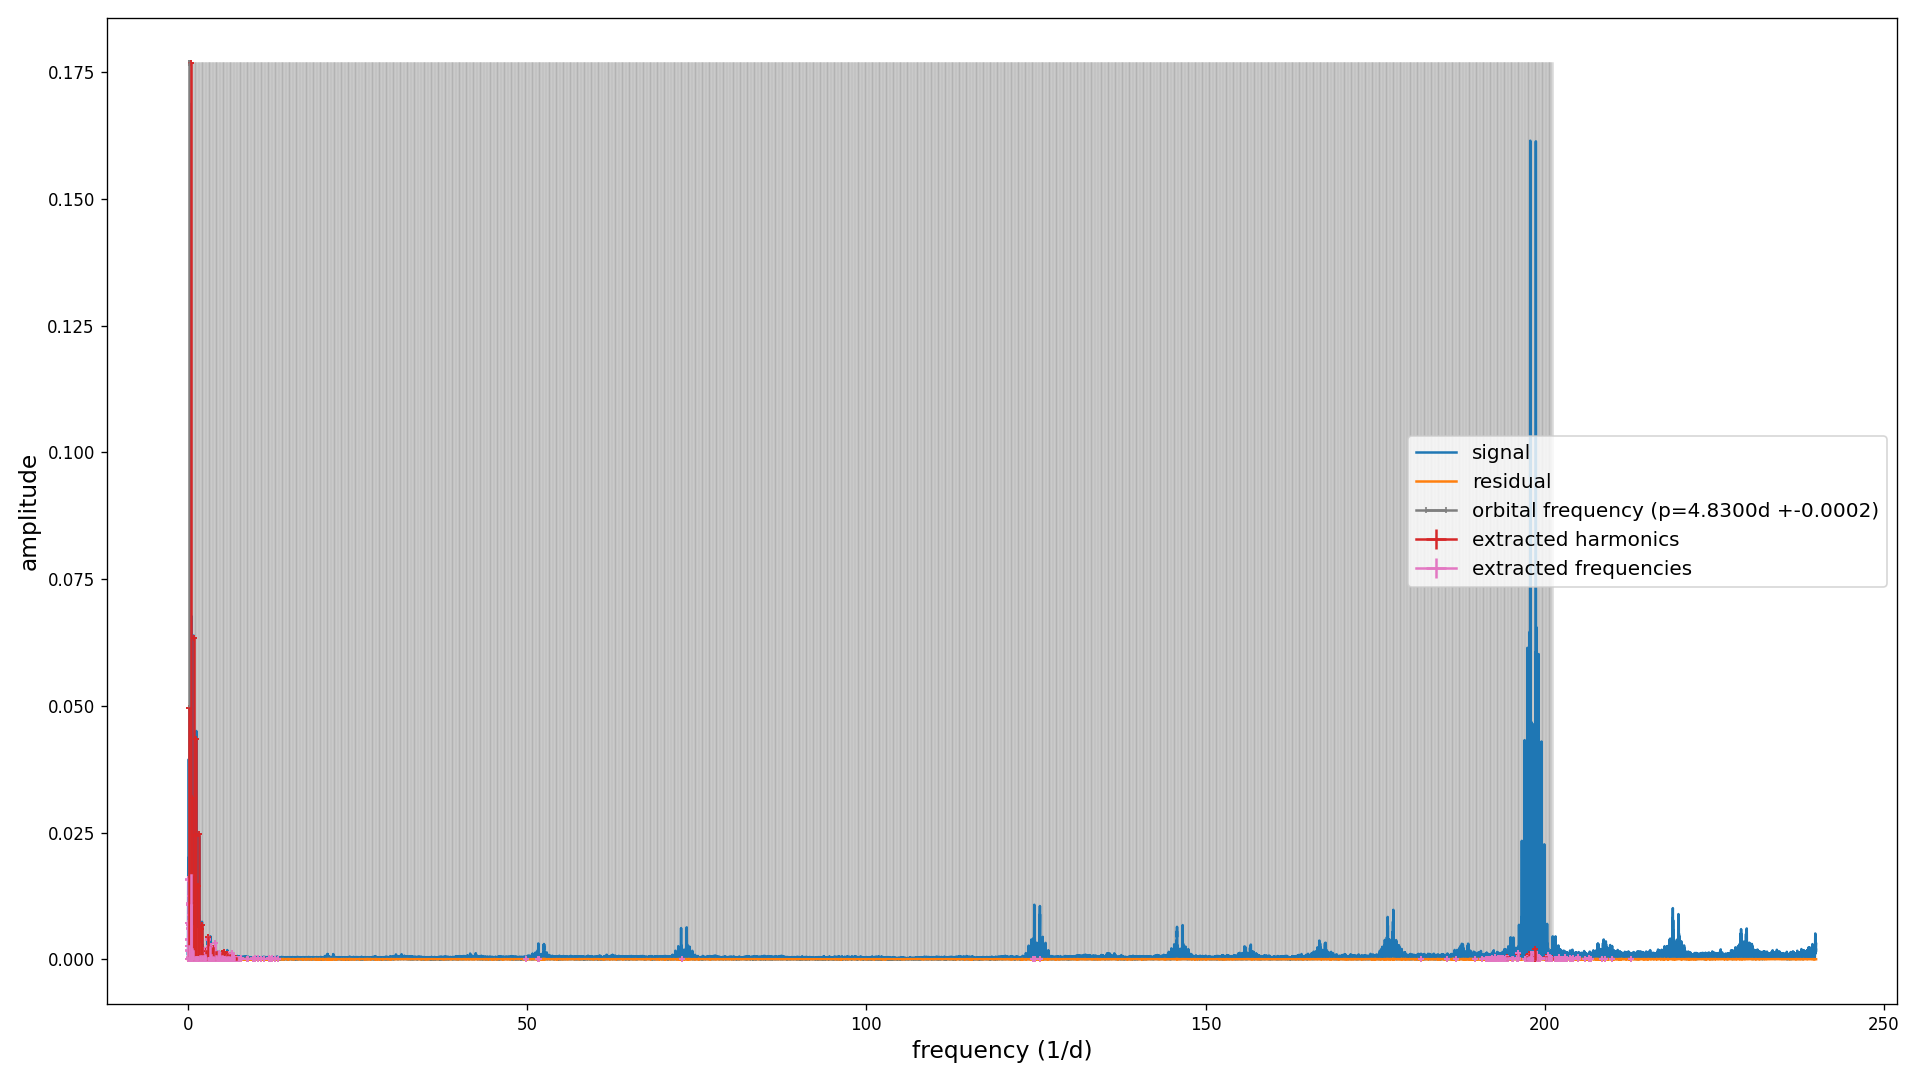 0.175
0.150
0.125
0.100
0.075
0.050
0.025
0.000
amplitude
0
50
100
150
200
250
frequency (1/d)
signal
residual
orbital frequency (p=4.8300d +-0.0002)
extracted harmonics
extracted frequencies